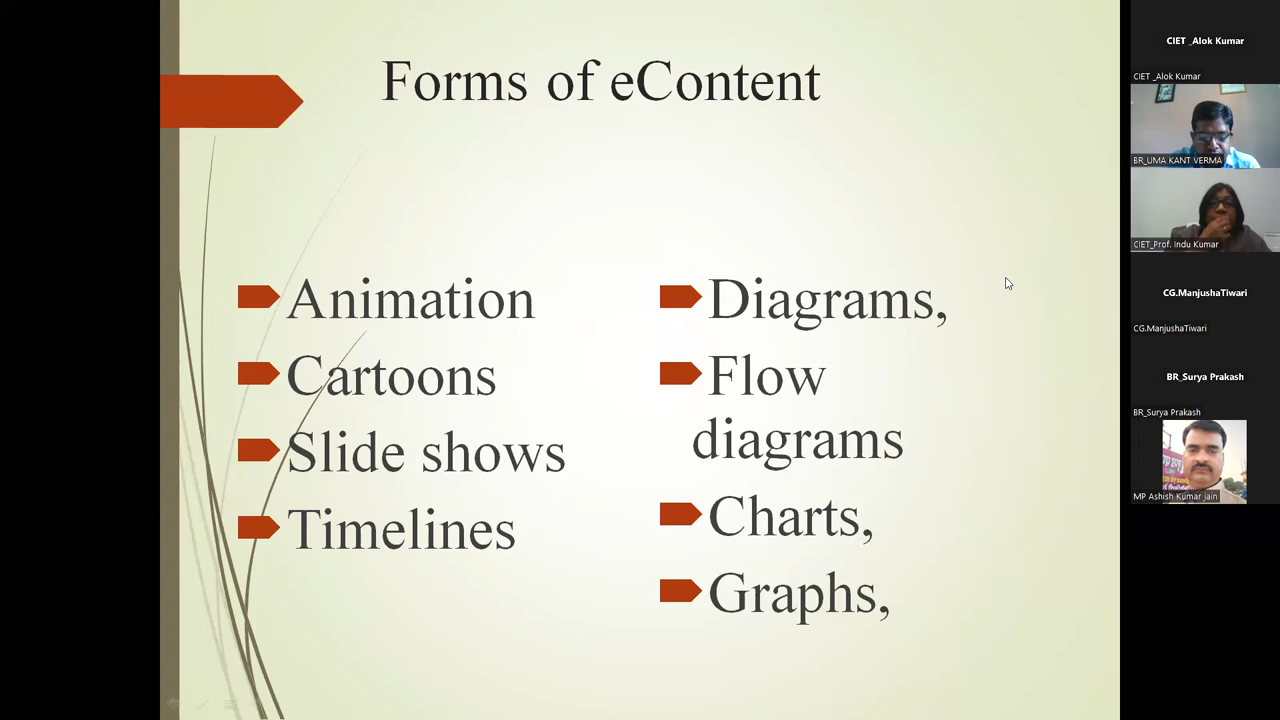 Forms of eContent
Animation
Cartoons
Slide shows
Timelines
Diagrams,
Flow
diagrams
Charts,
Graphs,
CIET _Alok Kumar
CIET _Alok Kumar
BR_UMA KANT VERMA
CIET_Prof. Indu Kumar
CG.ManjushaTiwari
CG.ManjushaTiwari
BR_Surya Prakash
BR_Surya Prakash
MP Ashish Kumar jain